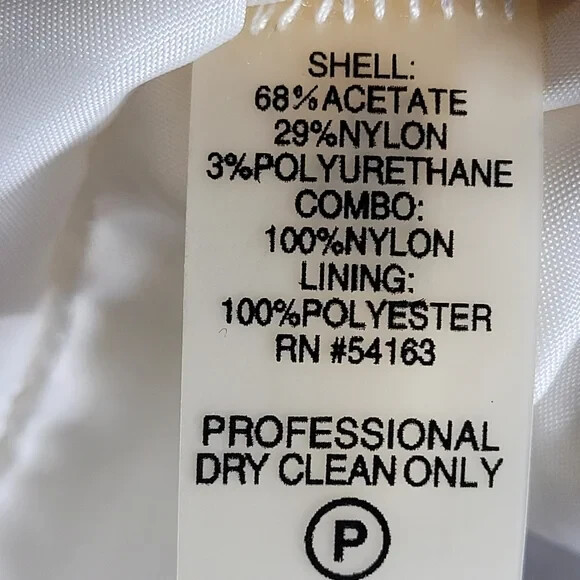 SHELL:
68%ACETATE
29%NYLON
3%POLYURETHANE
COMBO:
100%NYLON
LINING:
100%POLYESTER
RN #54163
PROFESSIONAL
DRY CLEAN ONLY
P